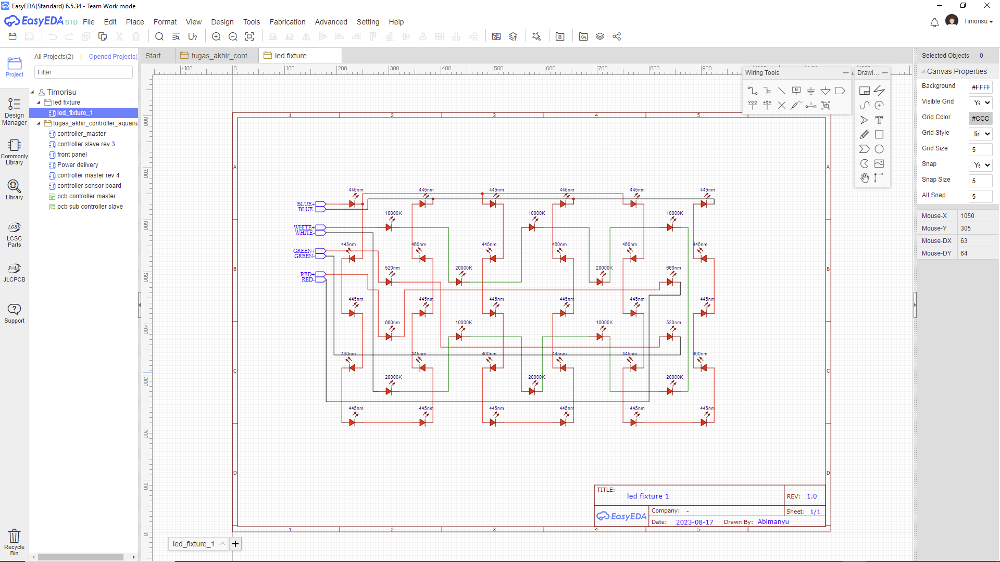 EasyEDA(Standard) 6.5.34 - Team Work mode
EasyEDA STD File Edit Place Format View Design Tools Fabrication Advanced Setting Help
Timorisu
All Projects(2) | Opened Projects(
Filter
Project
Design Manager
Commonly Library
Library
LCSC
LCSC Parts
JLCPCB
Support
Recycle Bin
Timorisu
led fixture
led_fixture_1
tugas_akhir_controller_aquariu
controller_master
controller slave rev 3
front panel
Power delivery
controller master rev 4
controller sensor board
pcb controller master
pcb sub controller slave
Start tugas_akhir_cont... led fixture
-100 0 100 200 300 400 500 600 700 800 900
800
700
600
500
400
300
200
100
0
Wiring Tools
VCC +5V
Drawi...
1 2 3 4 5
A A
B B
C C
D D
1 2 3 4 5
445nm 445nm 445nm 445nm 445nm 445nm
BLUE+
BLUE-
10000K 10000K 10000K
WHITE+
WHITE-
445nm 460nm 445nm 460nm 460nm 445nm
GREEN+
GREEN-
520nm 20000K 20000K 660nm
RED+
RED-
445nm 445nm 445nm 445nm 445nm 445nm
660nm 10000K 10000K 520nm
460nm 445nm 460nm 445nm 445nm 460nm
20000K 20000K 20000K
445nm 445nm 445nm 445nm 445nm 445nm
TITLE:
led fixture 1
REV: 1.0
EasyEDA
Company: -
Sheet: 1/1
Date: 2023-08-17 Drawn By: Abimanyu
led_fixture_1
Selected Objects 0
Canvas Properties
Background #FFFF
Visible Grid Ye
Grid Color #CCC
Grid Style lin
Grid Size 5
Snap Ye
Snap Size 5
Alt Snap 5
Mouse-X 1050
Mouse-Y 305
Mouse-DX 63
Mouse-DY 64